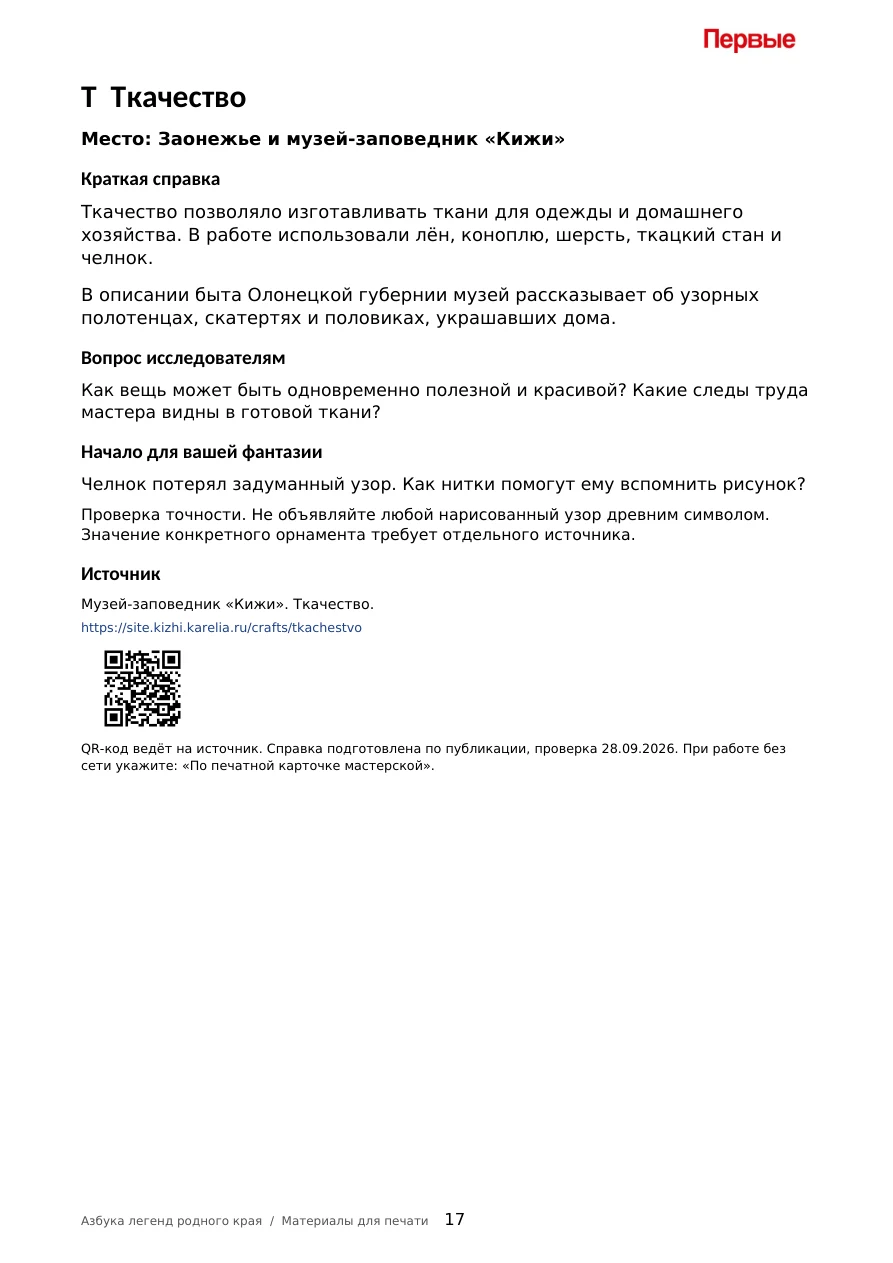 Первые
Т Ткачество
Место: Заонежье и музей-заповедник «Кижи»
Краткая справка
Ткачество позволяло изготавливать ткани для одежды и домашнего
хозяйства. В работе использовали лён, коноплю, шерсть, ткацкий стан и
челнок.
В описании быта Олонецкой губернии музей рассказывает об узорных
полотенцах, скатертях и половиках, украшавших дома.
Вопрос исследователям
Как вещь может быть одновременно полезной и красивой? Какие следы труда
мастера видны в готовой ткани?
Начало для вашей фантазии
Челнок потерял задуманный узор. Как нитки помогут ему вспомнить рисунок?
Проверка точности. Не объявляйте любой нарисованный узор древним символом.
Значение конкретного орнамента требует отдельного источника.
Источник
Музей-заповедник «Кижи». Ткачество.
https://site.kizhi.karelia.ru/crafts/tkachestvo
QR-код ведёт на источник. Справка подготовлена по публикации, проверка 28.09.2026. При работе без
сети укажите: «По печатной карточке мастерской».
Азбука легенд родного края / Материалы для печати 17